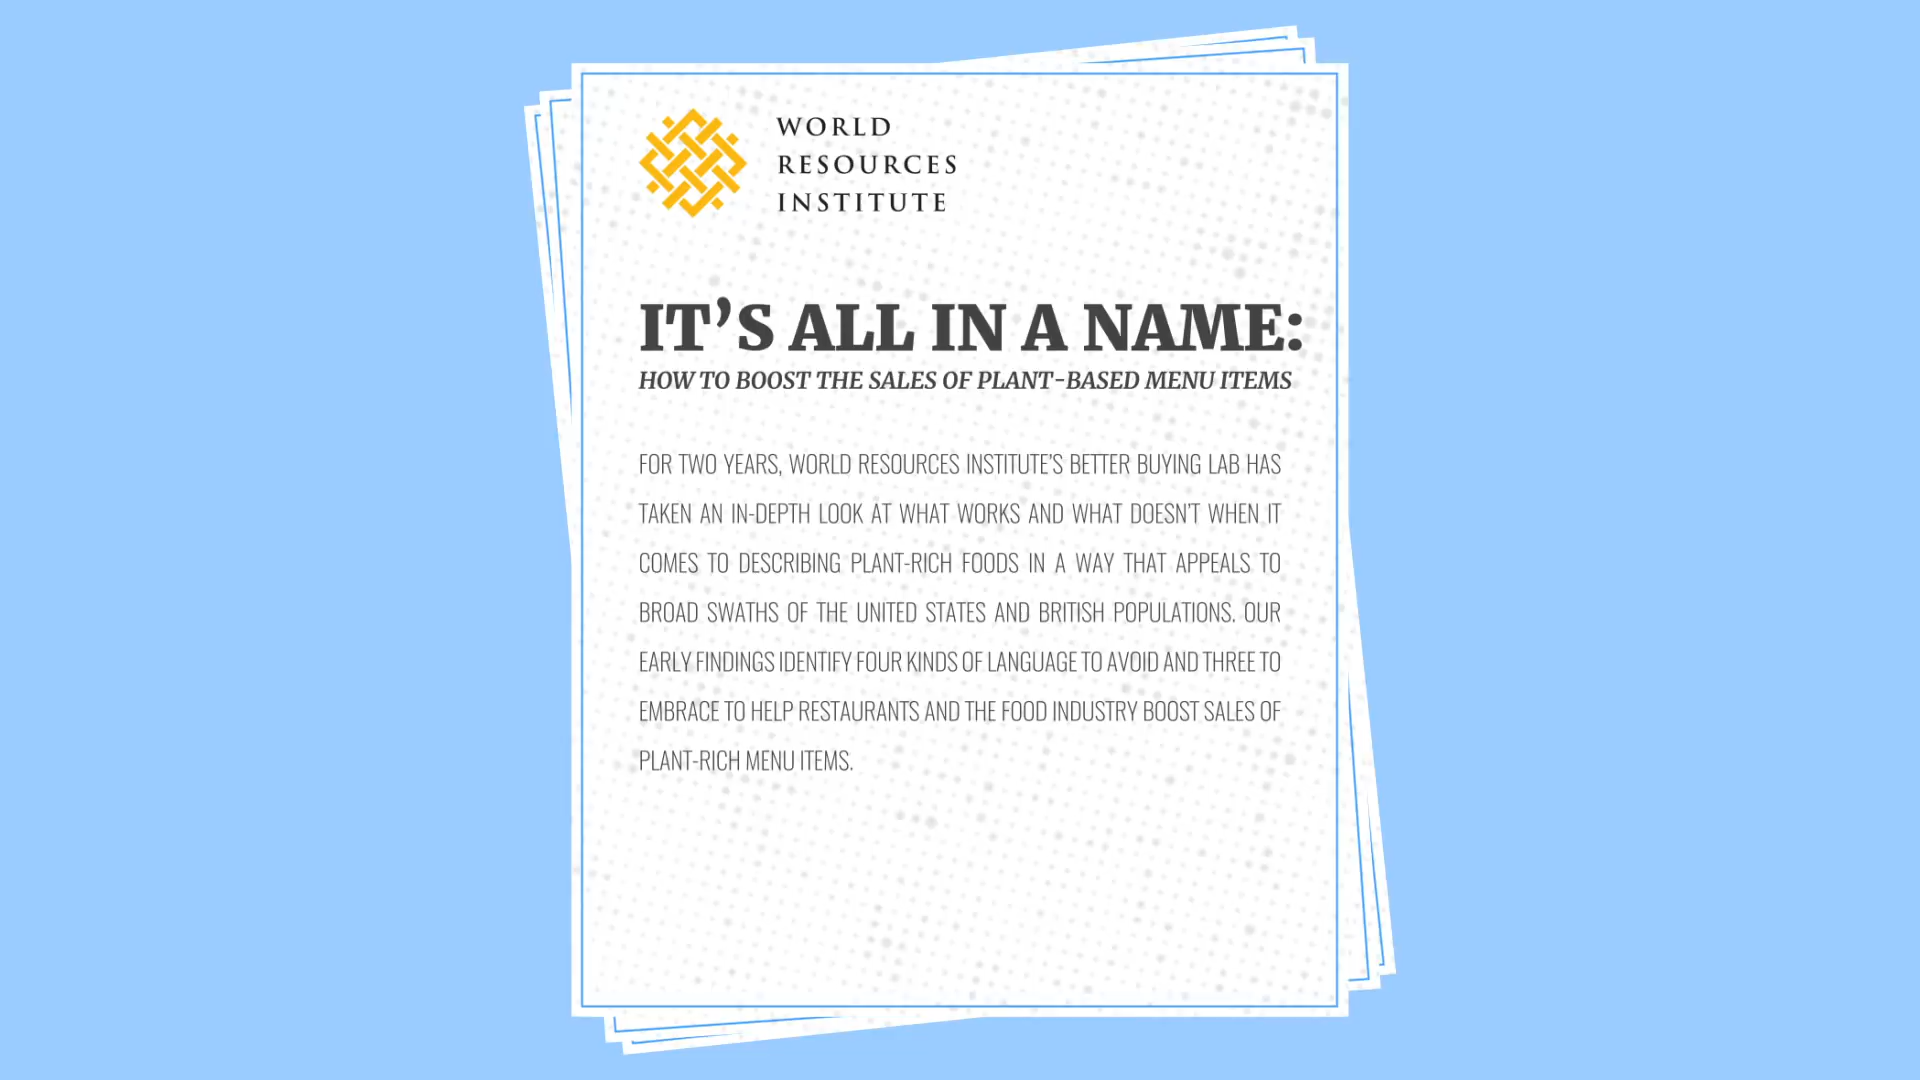 WORLD
RESOURCES
INSTITUTE
IT’S ALL IN A NAME:
HOW TO BOOST THE SALES OF PLANT-BASED MENU ITEMS
FOR TWO YEARS, WORLD RESOURCES INSTITUTE’S BETTER BUYING LAB HAS
TAKEN AN IN-DEPTH LOOK AT WHAT WORKS AND WHAT DOESN’T WHEN IT
COMES TO DESCRIBING PLANT-RICH FOODS IN A WAY THAT APPEALS TO
BROAD SWATHS OF THE UNITED STATES AND BRITISH POPULATIONS. OUR
EARLY FINDINGS IDENTIFY FOUR KINDS OF LANGUAGE TO AVOID AND THREE TO
EMBRACE TO HELP RESTAURANTS AND THE FOOD INDUSTRY BOOST SALES OF
PLANT-RICH MENU ITEMS.